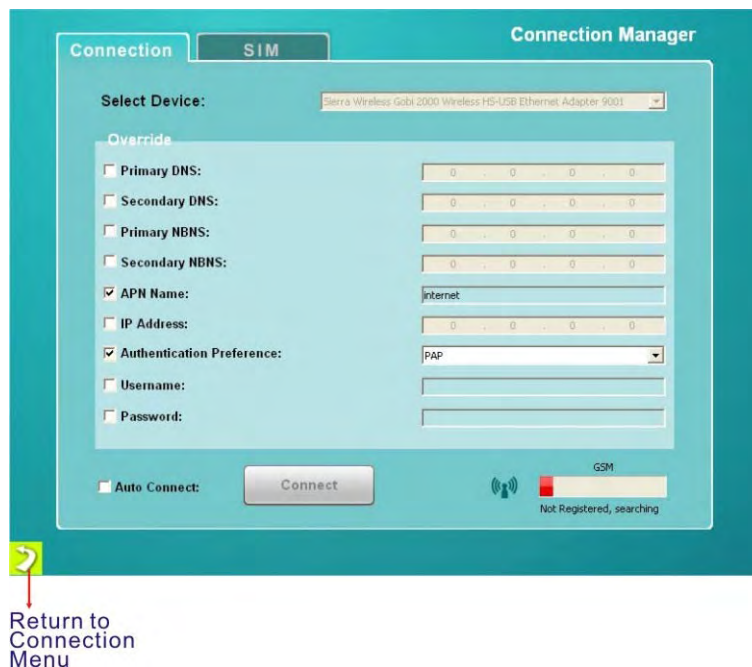 Connection Manager
Connection SIM
Select Device: Sierra Wireless Gobi 2000 Wireless HS-USB Ethernet Adapter 9001
Override
Primary DNS: 0 . 0 . 0 . 0
Secondary DNS: 0 . 0 . 0 . 0
Primary NBNS: 0 . 0 . 0 . 0
Secondary NBNS: 0 . 0 . 0 . 0
APN Name: internet
IP Address: 0 . 0 . 0 . 0
Authentication Preference: PAP
Username:
Password:
GSM
Auto Connect: Connect
Not Registered, searching
Return to
Connection
Menu